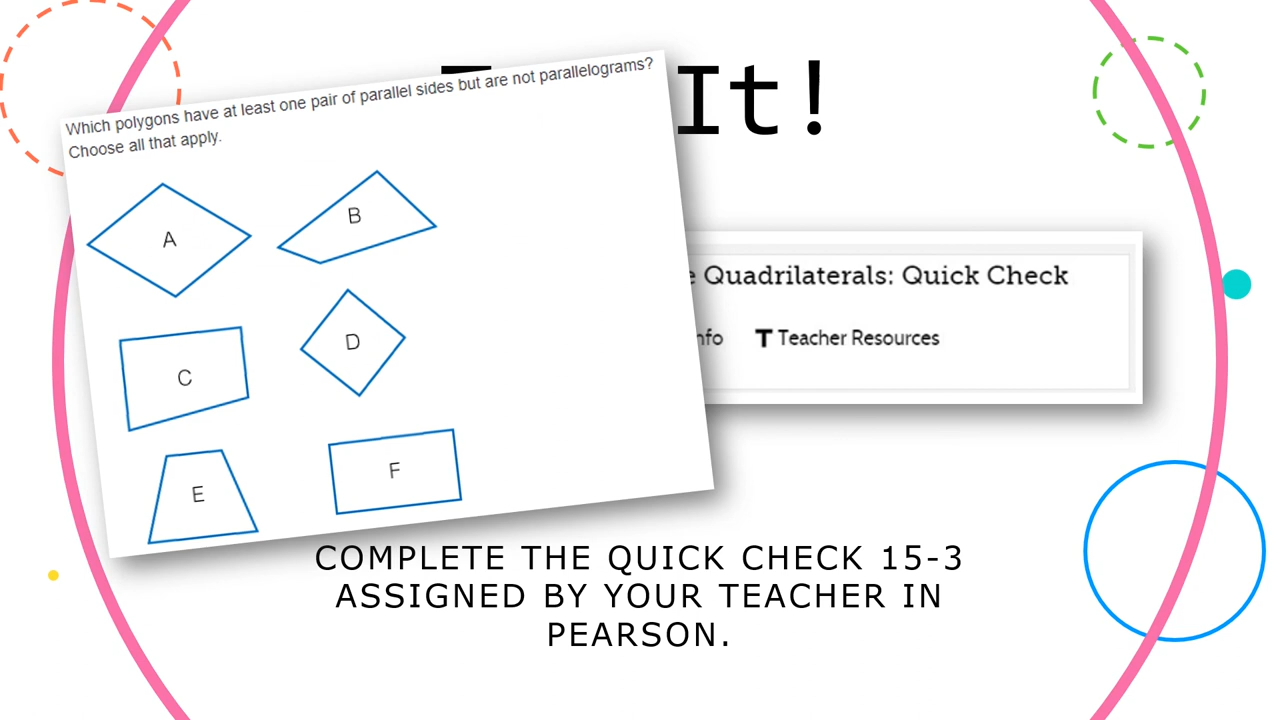 It!
Which polygons have at least one pair of parallel sides but are not parallelograms?
Choose all that apply.
A
B
C
D
E
F
Quadrilaterals: Quick Check
Teacher Resources
COMPLETE THE QUICK CHECK 15-3
ASSIGNED BY YOUR TEACHER IN
PEARSON.